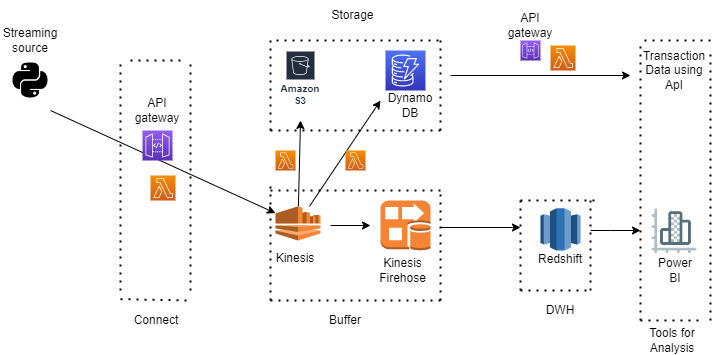 Streaming
source
Storage
API
gateway
Transaction
Data using
ApI
Amazon
S3
Dynamo
DB
API
gateway
Kinesis
Kinesis
Firehose
Redshift
Power
BI
Connect
Buffer
DWH
Tools for
Analysis